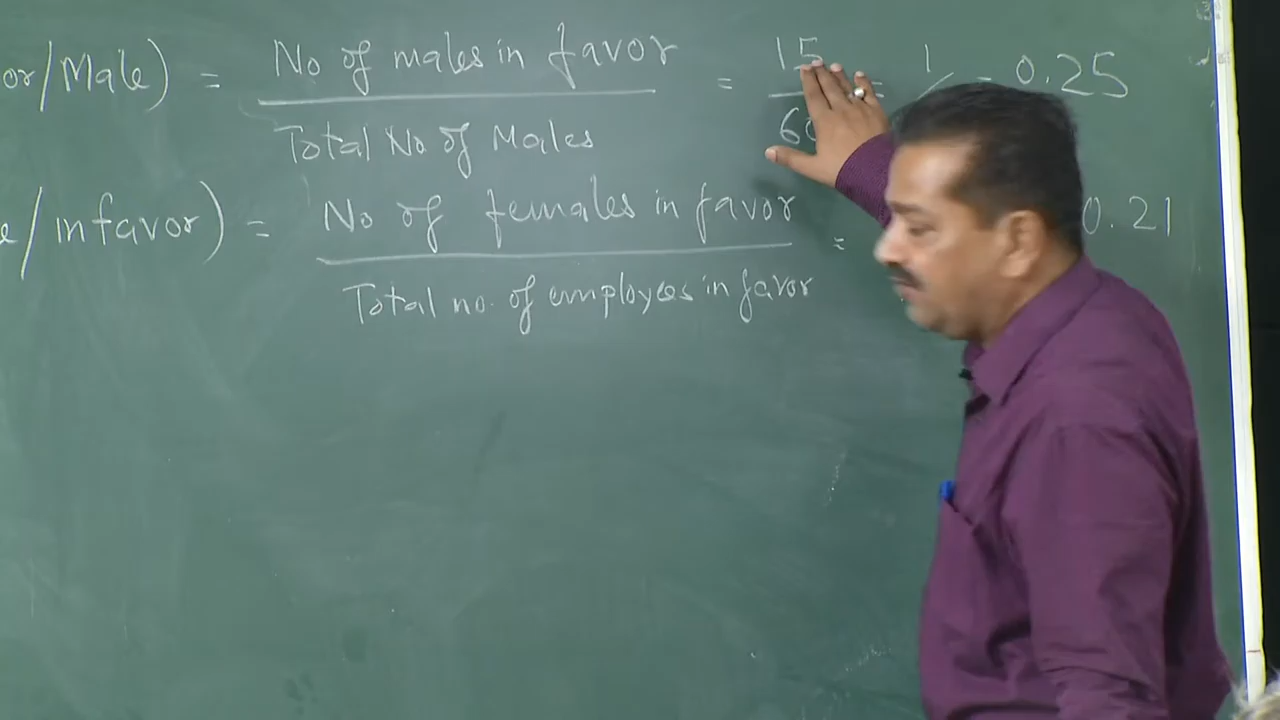 or/Male) = No of males in favor = 15 = 1/ = 0.25
Total No of Males 60
e/infavor) = No of females in favor = 0.21
Total no. of employees in favor